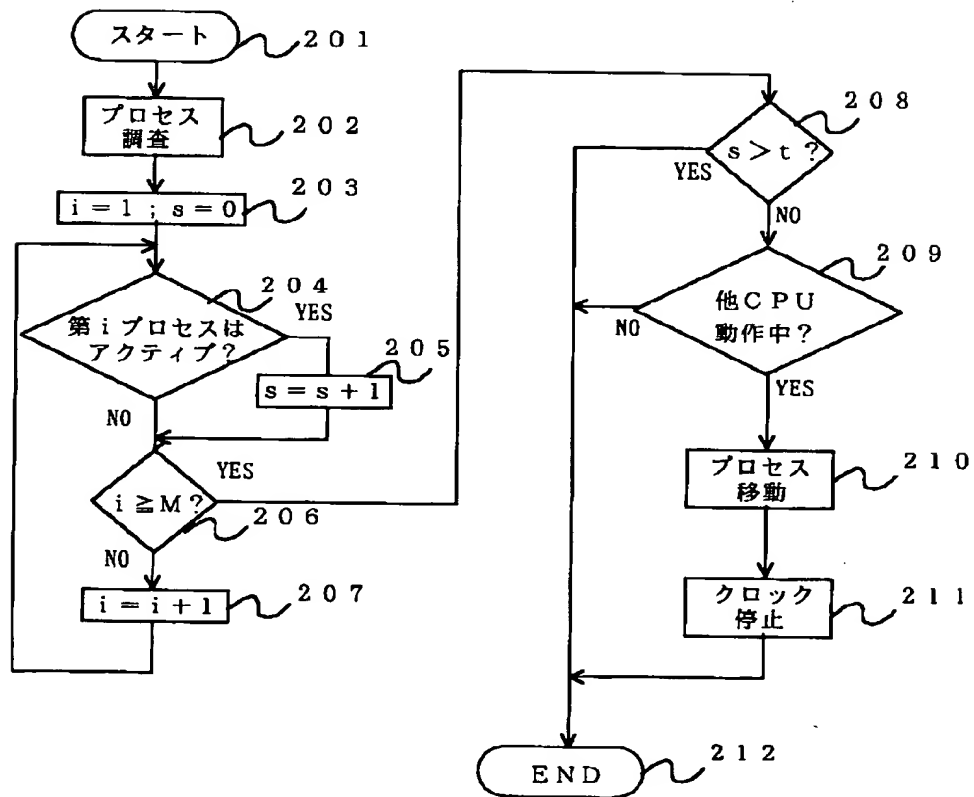 スタート
201
プロセス
調査
202
i=1;s=0
203
204
第iプロセスは
アクティブ?
YES
NO
s=s+1
205
i≧M?
YES
206
NO
i=i+1
207
s>t?
208
YES
NO
他CPU
動作中?
209
NO
YES
プロセス
移動
210
クロック
停止
211
END
212